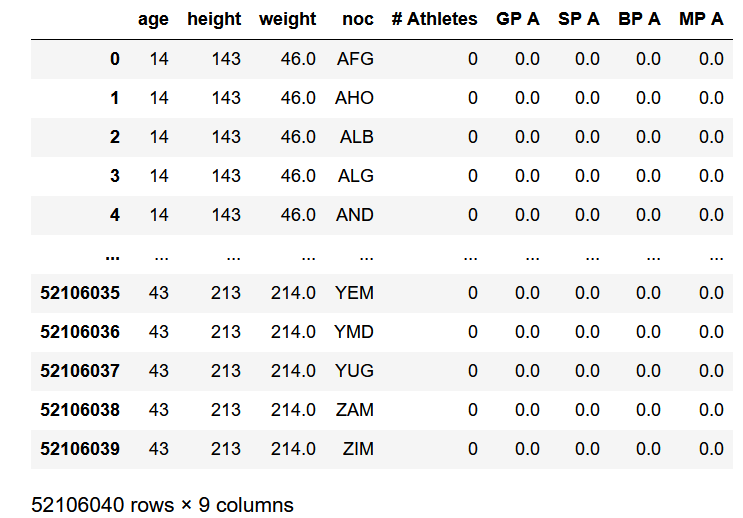 age height weight noc # Athletes GP A SP A BP A MP A
0 14 143 46.0 AFG 0 0.0 0.0 0.0 0.0
1 14 143 46.0 AHO 0 0.0 0.0 0.0 0.0
2 14 143 46.0 ALB 0 0.0 0.0 0.0 0.0
3 14 143 46.0 ALG 0 0.0 0.0 0.0 0.0
4 14 143 46.0 AND 0 0.0 0.0 0.0 0.0
... ... ... ... ... ... ... ... ... ...
52106035 43 213 214.0 YEM 0 0.0 0.0 0.0 0.0
52106036 43 213 214.0 YMD 0 0.0 0.0 0.0 0.0
52106037 43 213 214.0 YUG 0 0.0 0.0 0.0 0.0
52106038 43 213 214.0 ZAM 0 0.0 0.0 0.0 0.0
52106039 43 213 214.0 ZIM 0 0.0 0.0 0.0 0.0
52106040 rows × 9 columns